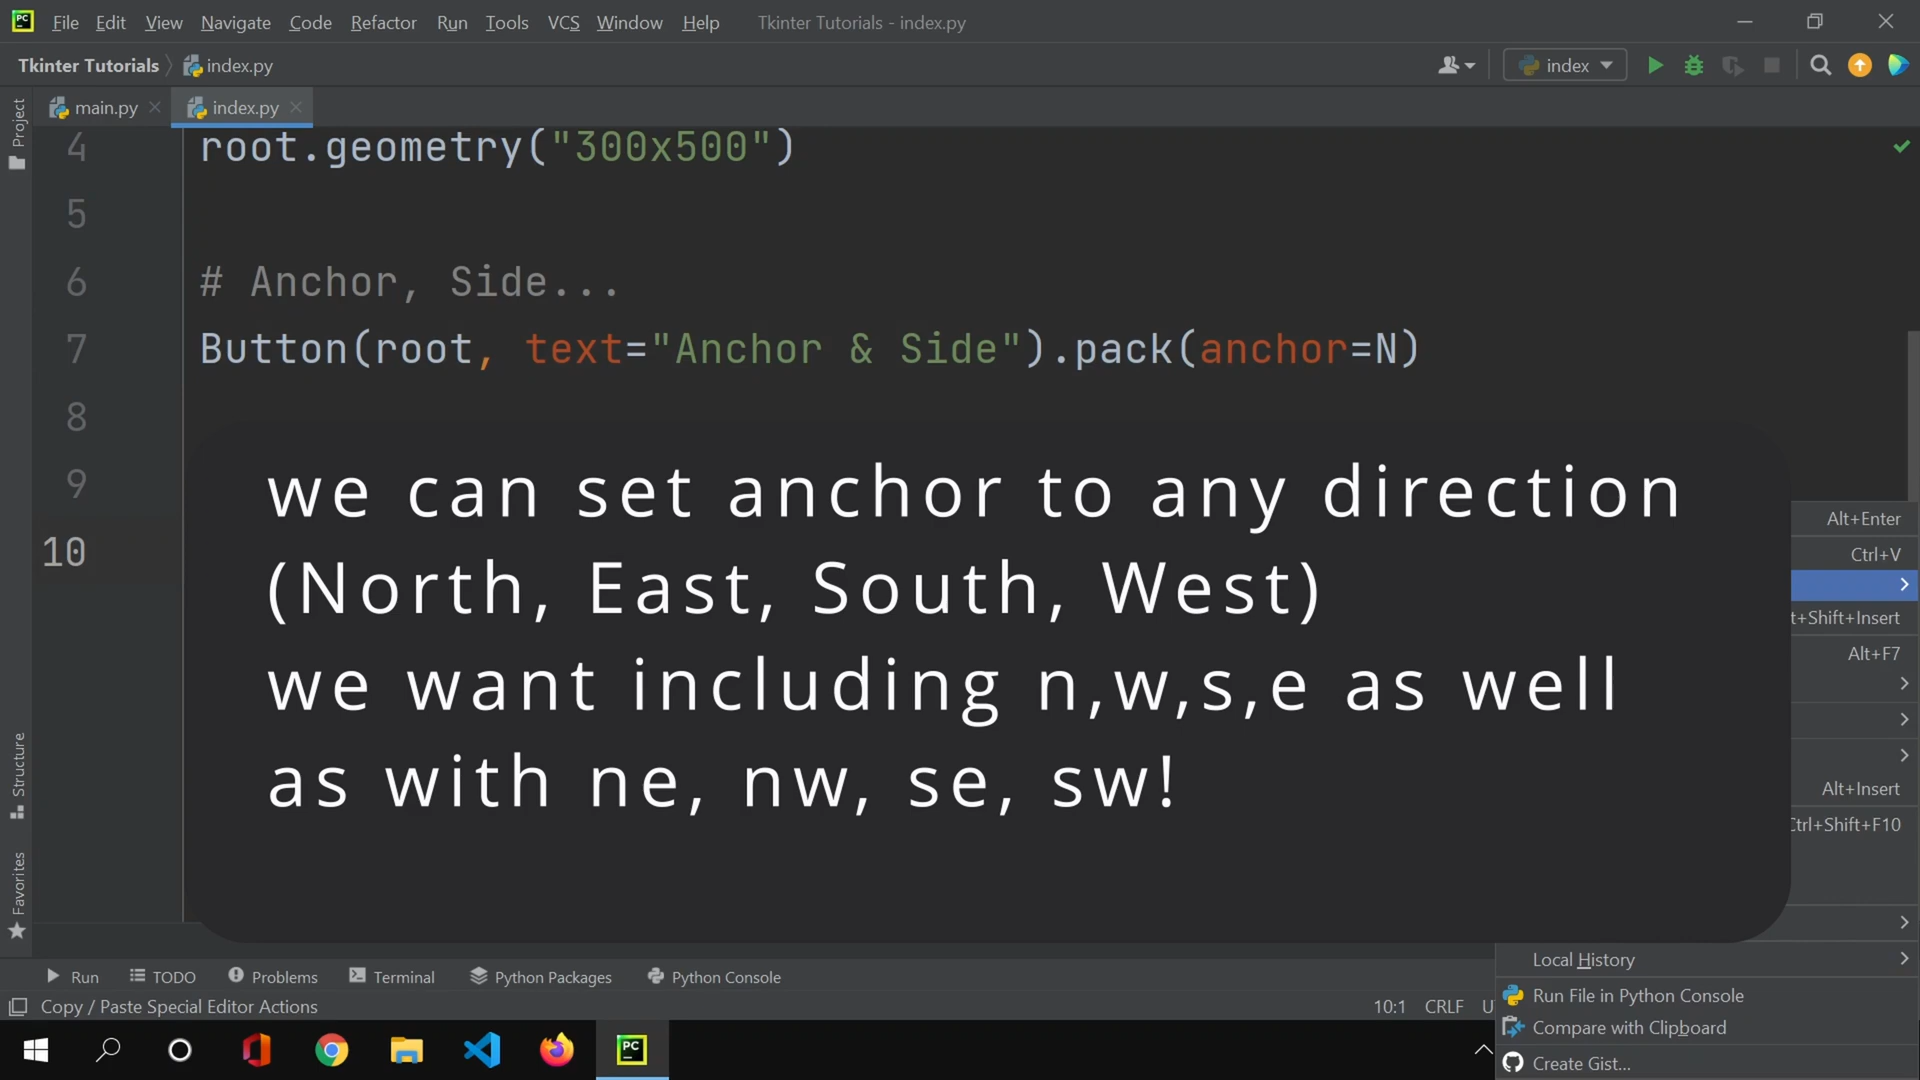 File Edit View Navigate Code Refactor Run Tools VCS Window Help Tkinter Tutorials - index.py
Tkinter Tutorials index.py index
main.py index.py
Project
4 root.geometry("300x500")
5
6 # Anchor, Side...
7 Button(root, text="Anchor & Side").pack(anchor=N)
8
9
10
we can set anchor to any direction
(North, East, South, West)
we want including n,w,s,e as well
as with ne, nw, se, sw!
Alt+Enter
Ctrl+V
t+Shift+Insert
Alt+F7
Alt+Insert
Ctrl+Shift+F10
Structure
Favorites
Local History
Run File in Python Console
Compare with Clipboard
Create Gist...
Run TODO Problems Terminal Python Packages Python Console
Copy / Paste Special Editor Actions 10:1 CRLF U
PC